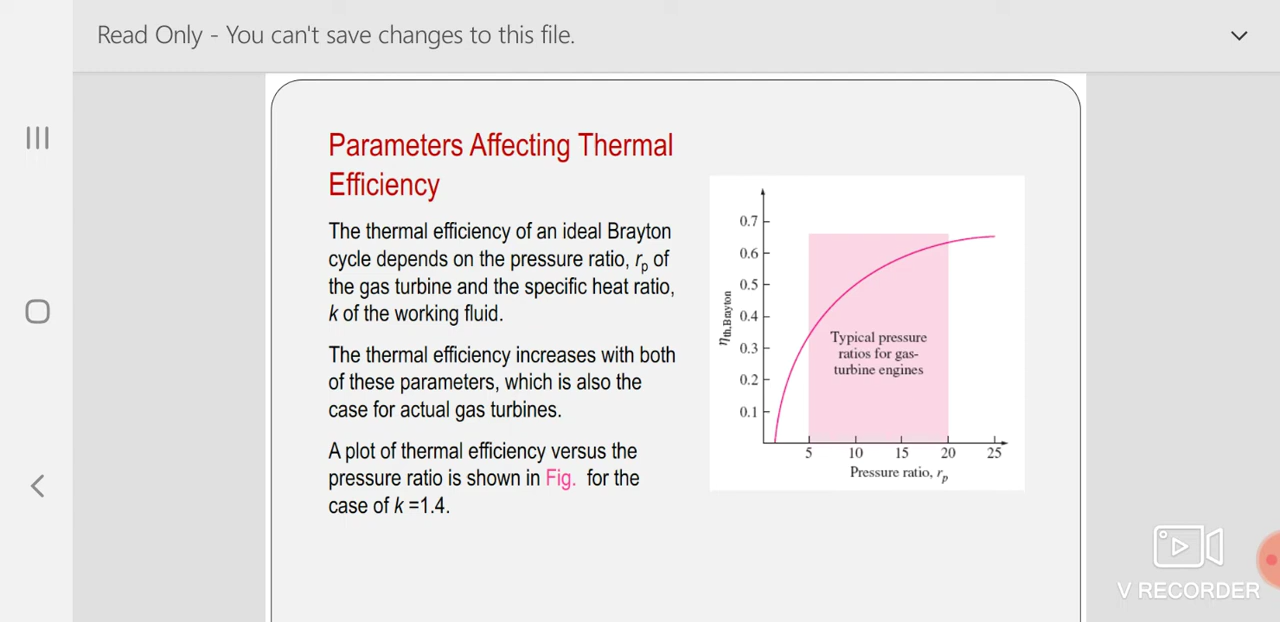 Read Only - You can't save changes to this file.
Parameters Affecting Thermal
Efficiency
The thermal efficiency of an ideal Brayton
cycle depends on the pressure ratio, rp of
the gas turbine and the specific heat ratio,
k of the working fluid.
The thermal efficiency increases with both
of these parameters, which is also the
case for actual gas turbines.
A plot of thermal efficiency versus the
pressure ratio is shown in Fig. for the
case of k =1.4.
0.7
0.6
0.5
0.4
0.3
0.2
0.1
ηth,Brayton
Typical pressure
ratios for gas-
turbine engines
5 10 15 20 25
Pressure ratio, rp
V RECORDER